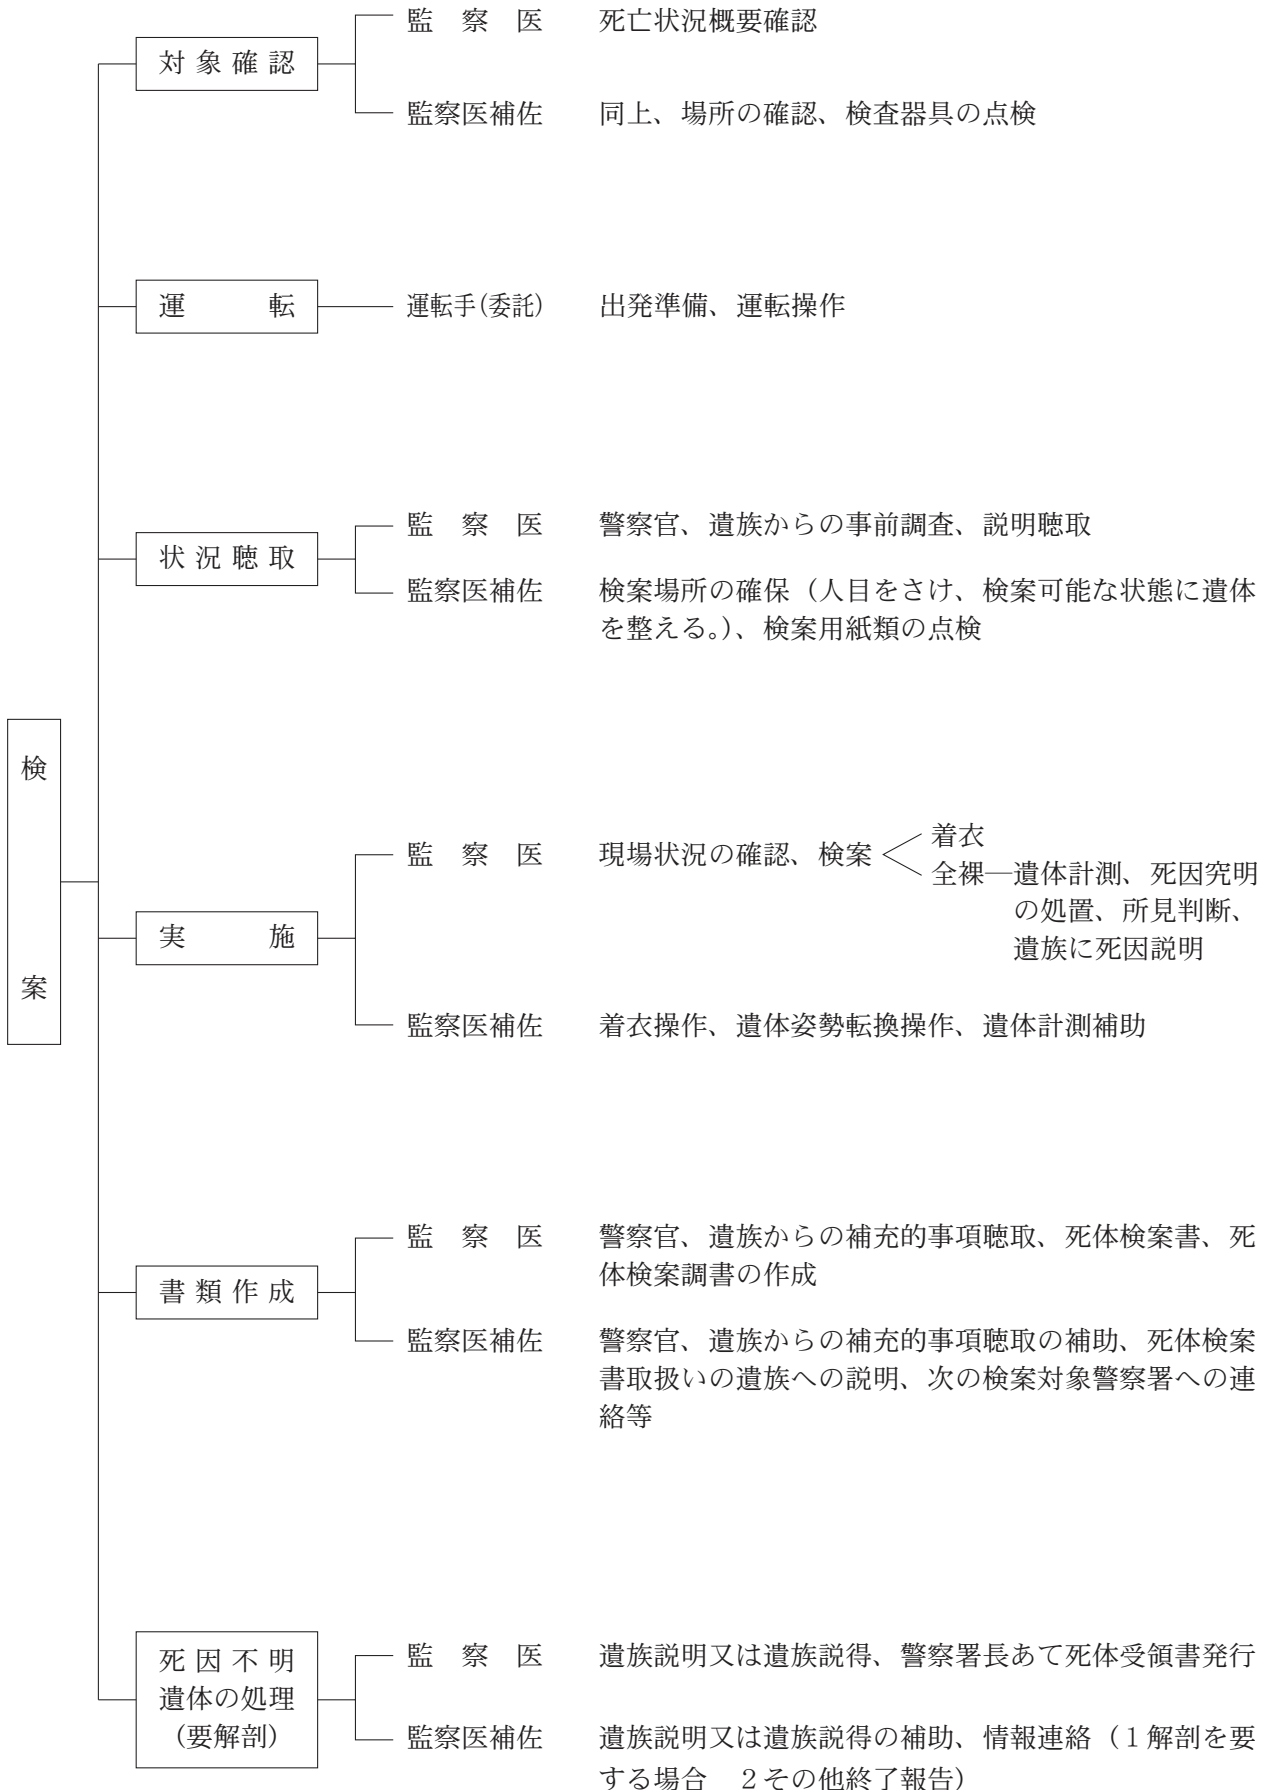 検案
対象確認
監察医 死亡状況概要確認
監察医補佐 同上、場所の確認、検査器具の点検
運転
運転手(委託) 出発準備、運転操作
状況聴取
監察医 警察官、遺族からの事前調査、説明聴取
監察医補佐 検案場所の確保（人目をさけ、検案可能な状態に遺体
を整える。）、検案用紙類の点検
実施
監察医 現場状況の確認、検案
着衣
全裸―遺体計測、死因究明
の処置、所見判断、
遺族に死因説明
監察医補佐 着衣操作、遺体姿勢転換操作、遺体計測補助
書類作成
監察医 警察官、遺族からの補充的事項聴取、死体検案書、死
体検案調書の作成
監察医補佐 警察官、遺族からの補充的事項聴取の補助、死体検案
書取扱いの遺族への説明、次の検案対象警察署への連
絡等
死因不明
遺体の処理
(要解剖)
監察医 遺族説明又は遺族説得、警察署長あて死体受領書発行
監察医補佐 遺族説明又は遺族説得の補助、情報連絡（１解剖を要
する場合　２その他終了報告）